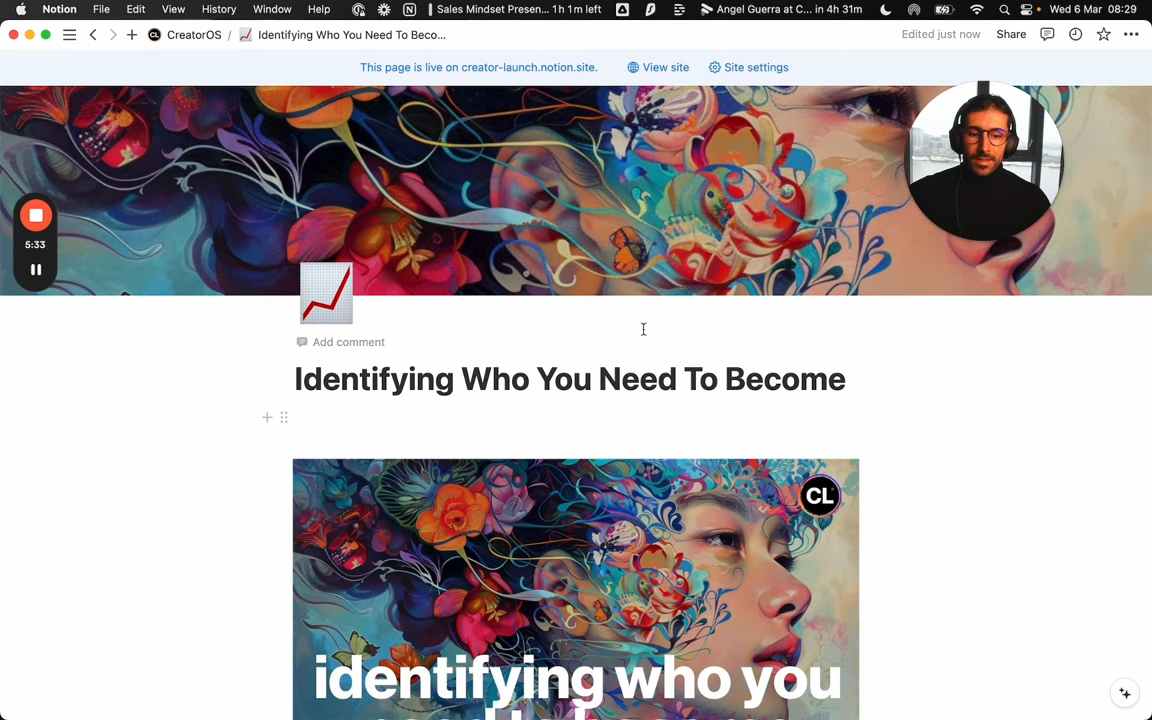 Notion File Edit View History Window Help Sales Mindset Presen... 1h 1m left Angel Guerra at C... in 4h 31m Wed 6 Mar 08:29
CreatorOS / Identifying Who You Need To Beco... Edited just now Share
This page is live on creator-launch.notion.site. View site Site settings
5:33
Add comment
Identifying Who You Need To Become
CL
identifying who you
need to become